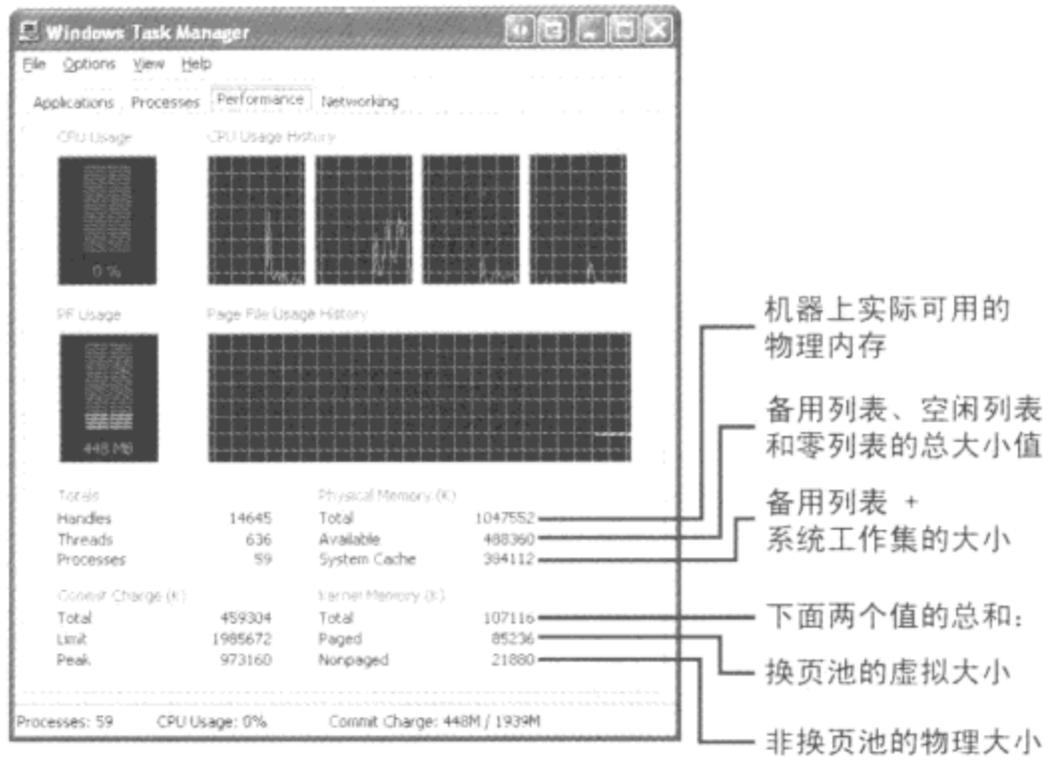 Windows Task Manager
File Options View Help
Applications Processes Performance Networking
CPU Usage CPU Usage History
0 %
PF Usage Page File Usage History
448 MB
Totals
Handles 14645
Threads 636
Processes 59
Physical Memory (K)
Total 1047552
Available 488360
System Cache 384112
Commit Charge (K)
Total 459304
Limit 1985672
Peak 973160
Kernel Memory (K)
Total 107116
Paged 85236
Nonpaged 21880
Processes: 59 CPU Usage: 0% Commit Charge: 448M / 1939M
机器上实际可用的
物理内存
备用列表、空闲列表
和零列表的总大小值
备用列表 +
系统工作集的大小
下面两个值的总和：
换页池的虚拟大小
非换页池的物理大小